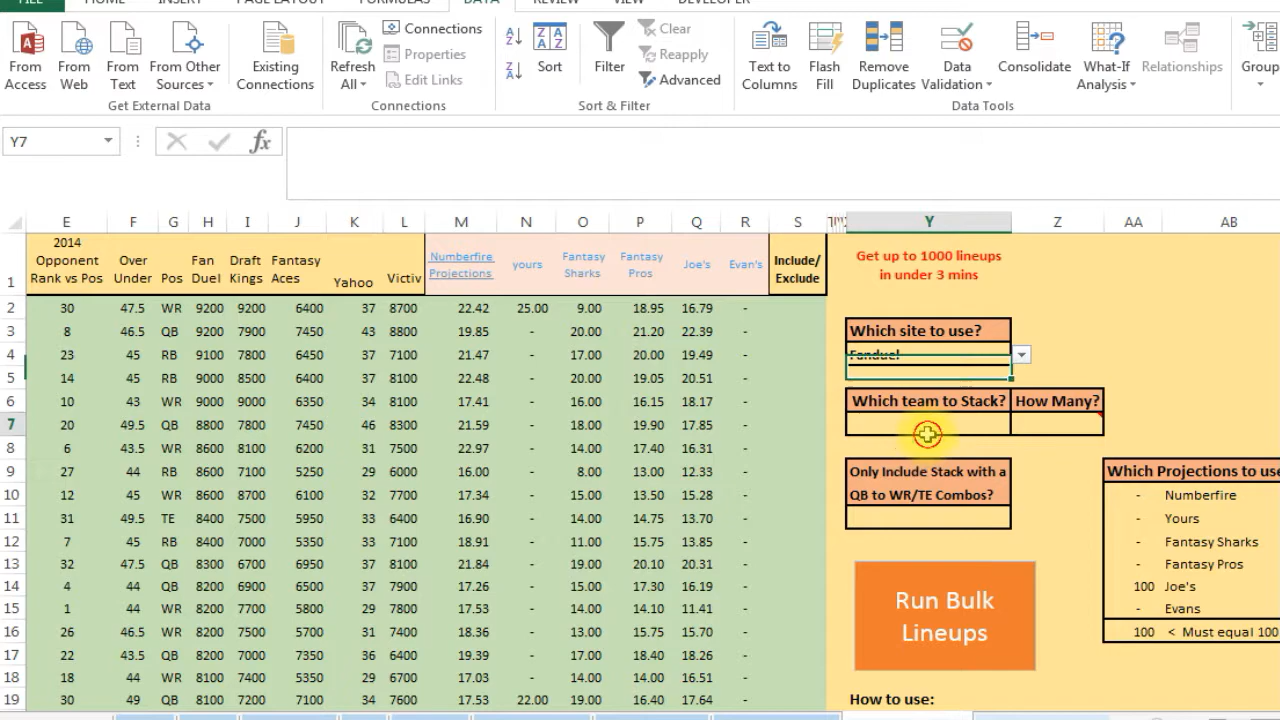 FILE HOME INSERT PAGE LAYOUT FORMULAS DATA REVIEW VIEW DEVELOPER
From Access
From Web
From Text
From Other Sources
Existing Connections
Get External Data
Refresh All
Connections
Properties
Edit Links
Connections
Sort
Filter
Clear
Reapply
Advanced
Sort & Filter
Text to Columns
Flash Fill
Remove Duplicates
Data Validation
Consolidate
What-If Analysis
Relationships
Data Tools
Group
Y7 fx
E F G H I J K L M N O P Q R S Y Z AA AB
1 2014 Opponent Rank vs Pos Over Under Pos Fan Duel Draft Kings Fantasy Aces Yahoo Victiv Numberfire Projections yours Fantasy Sharks Fantasy Pros Joe's Evan's Include/ Exclude
2 30 47.5 WR 9200 9200 6400 37 8700 22.42 25.00 9.00 18.95 16.79 -
3 8 46.5 QB 9200 7900 7450 43 8800 19.85 - 20.00 21.20 22.39 -
4 23 45 RB 9100 7800 6450 37 7100 21.47 - 17.00 20.00 19.49 -
5 14 45 RB 9000 8500 6400 37 8100 22.48 - 20.00 19.05 20.51 -
6 10 43 WR 9000 9000 6350 34 8100 17.41 - 16.00 16.15 18.17 -
7 20 49.5 QB 8800 7800 7450 46 8300 21.59 - 18.00 19.90 17.85 -
8 6 43.5 WR 8600 8100 6200 31 7500 22.97 - 14.00 17.40 16.31 -
9 27 44 RB 8600 7100 5250 29 6000 16.00 - 8.00 13.00 12.33 -
10 12 45 WR 8600 8700 6100 32 7700 17.34 - 15.00 13.50 15.28 -
11 31 49.5 TE 8400 7500 5950 33 6400 16.90 - 14.00 14.75 13.70 -
12 7 45 RB 8400 7000 5350 33 7100 18.91 - 11.00 15.75 13.85 -
13 32 47.5 QB 8300 6700 6950 37 8100 21.84 - 19.00 20.10 20.31 -
14 4 44 QB 8200 6900 6500 37 7900 17.26 - 15.00 17.30 16.19 -
15 1 44 WR 8200 7700 5800 29 7800 17.53 - 14.00 14.10 11.41 -
16 26 46.5 WR 8200 7500 5700 31 7400 18.36 - 13.00 15.75 15.70 -
17 22 43.5 QB 8200 7000 7350 36 6400 19.39 - 17.00 18.40 18.26 -
18 18 44 WR 8100 7400 5350 29 6700 17.03 - 14.00 14.00 16.51 -
19 30 49 QB 8100 7200 7100 34 7600 17.53 22.00 19.00 16.40 17.64 -
Get up to 1000 lineups
in under 3 mins
Which site to use?
Fanduel
Which team to Stack? How Many?
Only Include Stack with a
QB to WR/TE Combos?
Run Bulk
Lineups
How to use:
Which Projections to use
- Numberfire
- Yours
- Fantasy Sharks
- Fantasy Pros
100 Joe's
- Evans
100 < Must equal 100